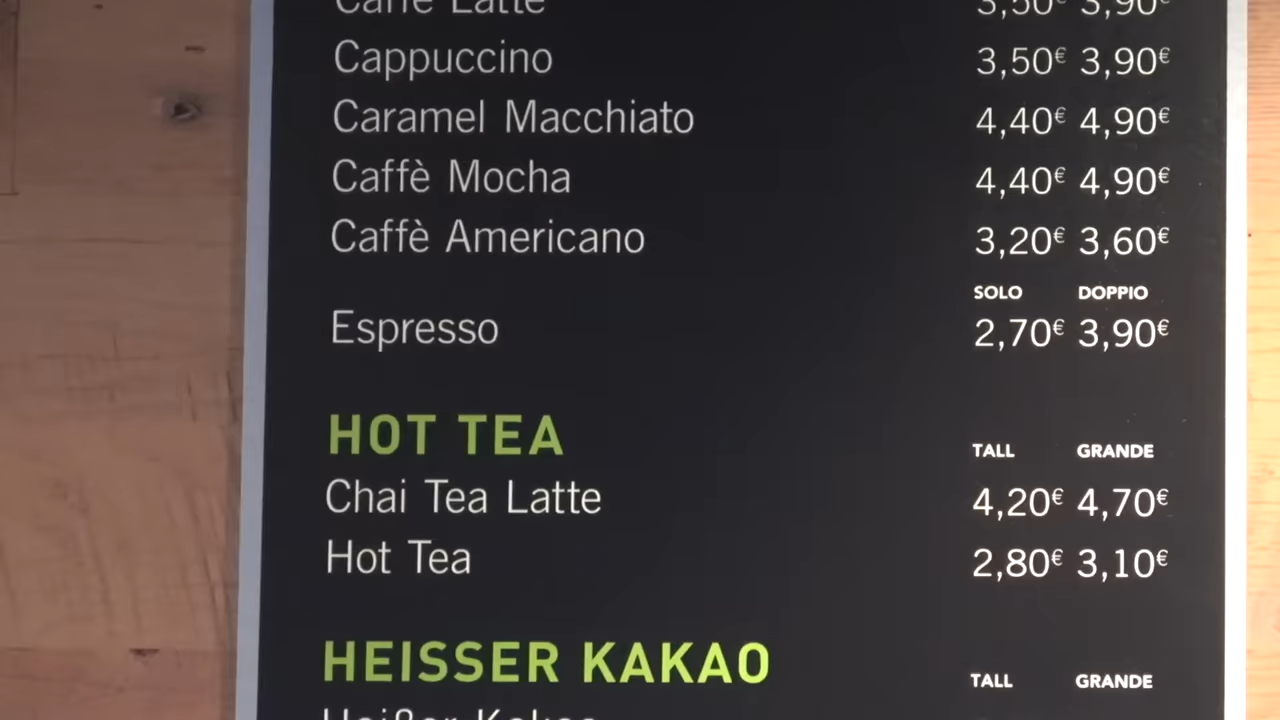 Caffè Latte 3,50€ 3,90€
Cappuccino 3,50€ 3,90€
Caramel Macchiato 4,40€ 4,90€
Caffè Mocha 4,40€ 4,90€
Caffè Americano 3,20€ 3,60€
SOLO DOPPIO
Espresso 2,70€ 3,90€
HOT TEA TALL GRANDE
Chai Tea Latte 4,20€ 4,70€
Hot Tea 2,80€ 3,10€
HEISSER KAKAO TALL GRANDE
Heißer Kakao